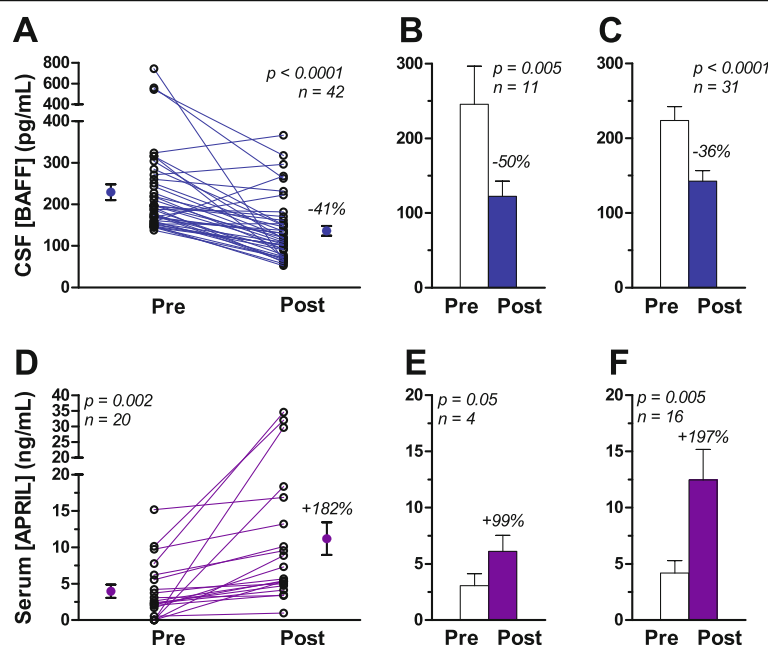 A
CSF [BAFF] (pg/mL)
800
600
400
400
300
200
100
0
p < 0.0001
n = 42
-41%
Pre
Post
B
300
200
100
0
p = 0.005
n = 11
-50%
Pre Post
C
300
200
100
0
p < 0.0001
n = 31
-36%
Pre Post
D
Serum [APRIL] (ng/mL)
40
35
30
25
20
20
15
10
5
0
p = 0.002
n = 20
+182%
Pre
Post
E
20
15
10
5
0
p = 0.05
n = 4
+99%
Pre Post
F
20
15
10
5
0
p = 0.005
n = 16
+197%
Pre Post